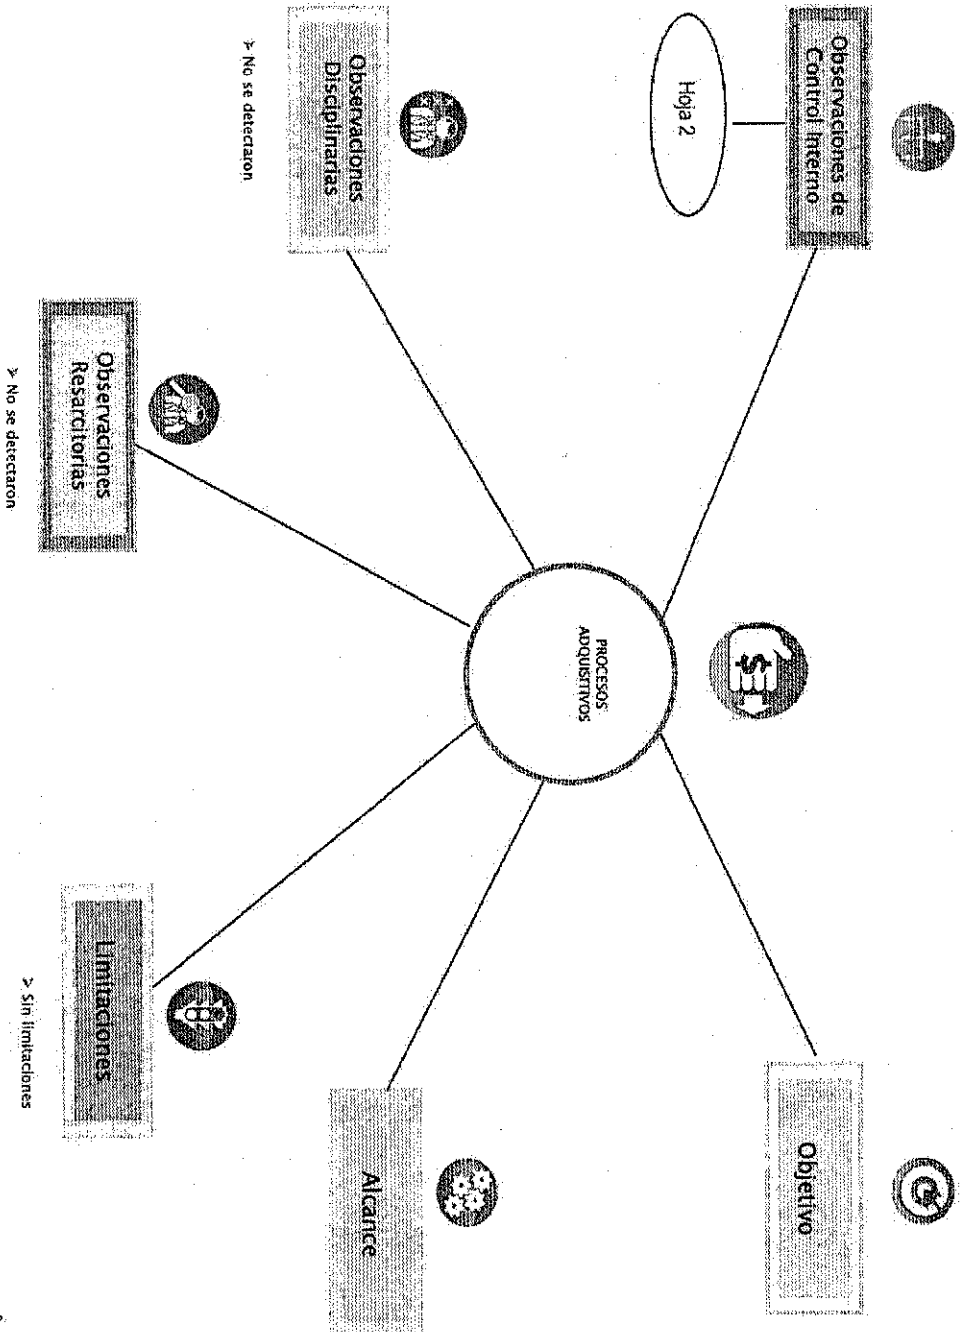 Observaciones de
Control Interno
Hoja 2
Observaciones
Disciplinarias
➤ No se detectaron
Observaciones
Resarcitorias
➤ No se detectaron
PROCESOS
ADQUISITIVOS
$
Objetivo
Alcance
Limitaciones
➤ Sin limitaciones